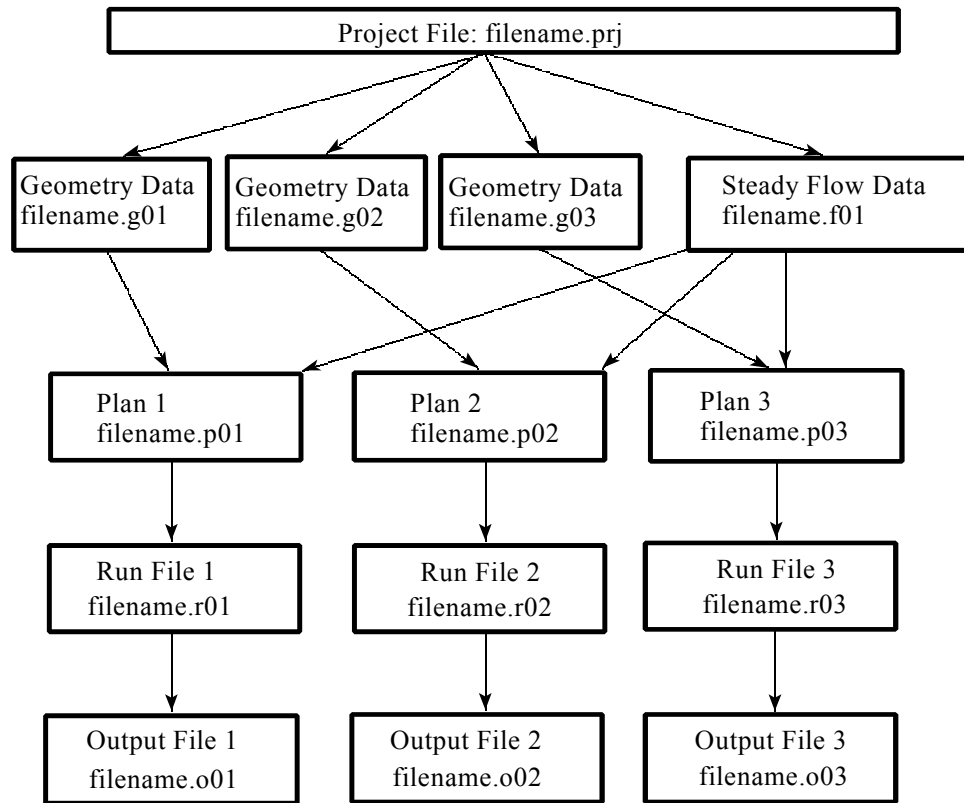 Project File: filename.prj
Geometry Data
filename.g01
Geometry Data
filename.g02
Geometry Data
filename.g03
Steady Flow Data
filename.f01
Plan 1
filename.p01
Plan 2
filename.p02
Plan 3
filename.p03
Run File 1
filename.r01
Run File 2
filename.r02
Run File 3
filename.r03
Output File 1
filename.o01
Output File 2
filename.o02
Output File 3
filename.o03